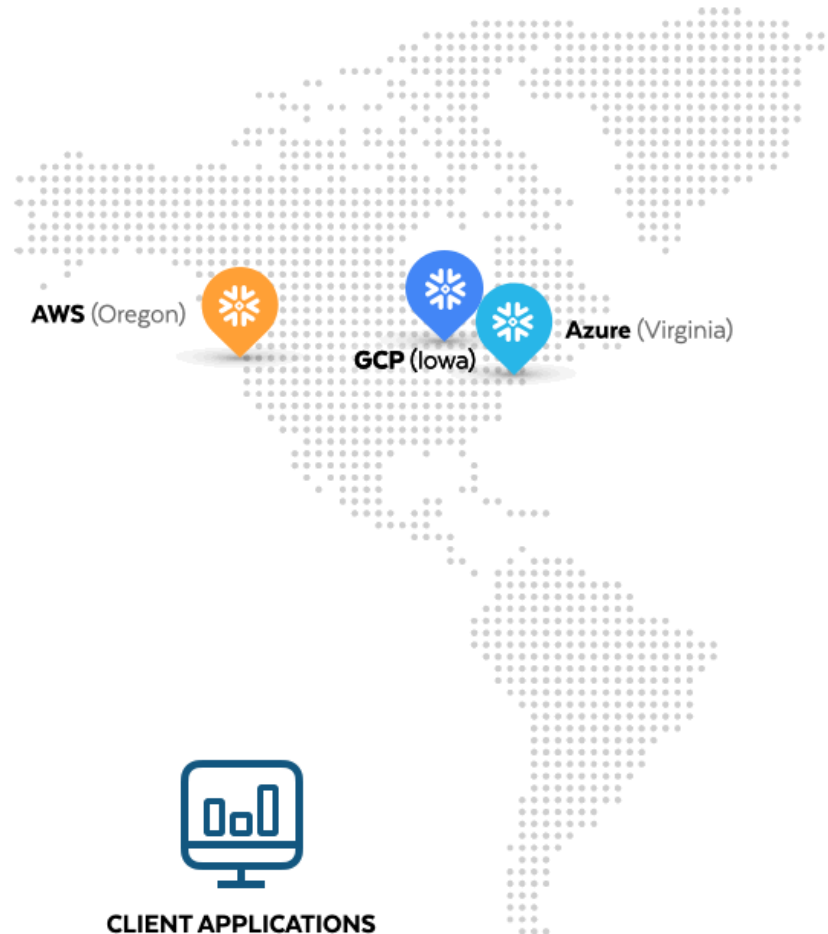 AWS (Oregon)
GCP (Iowa)
Azure (Virginia)
CLIENT APPLICATIONS